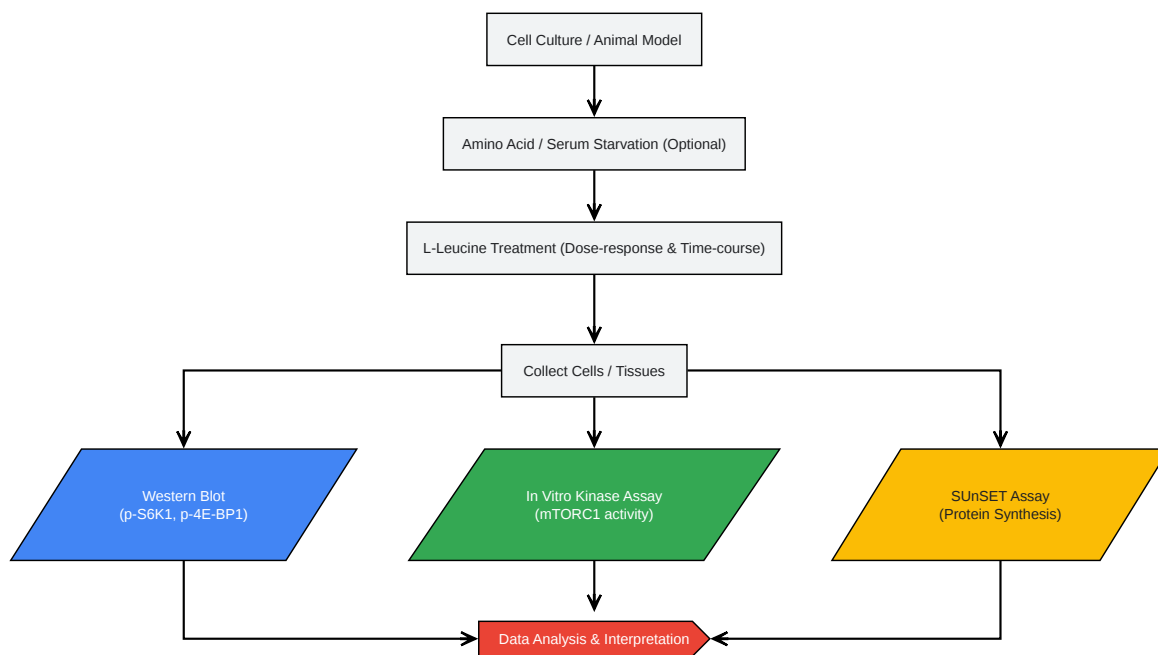 Cell Culture / Animal Model
Amino Acid / Serum Starvation (Optional)
L-Leucine Treatment (Dose-response & Time-course)
Collect Cells / Tissues
Western Blot
(p-S6K1, p-4E-BP1)
In Vitro Kinase Assay
(mTORC1 activity)
SUnSET Assay
(Protein Synthesis)
Data Analysis & Interpretation